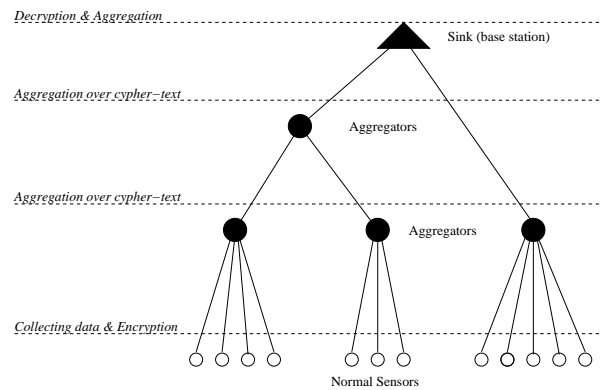 Decryption & Aggregation
Sink (base station)
Aggregation over cypher−text
Aggregators
Aggregation over cypher−text
Aggregators
Collecting data & Encryption
Normal Sensors